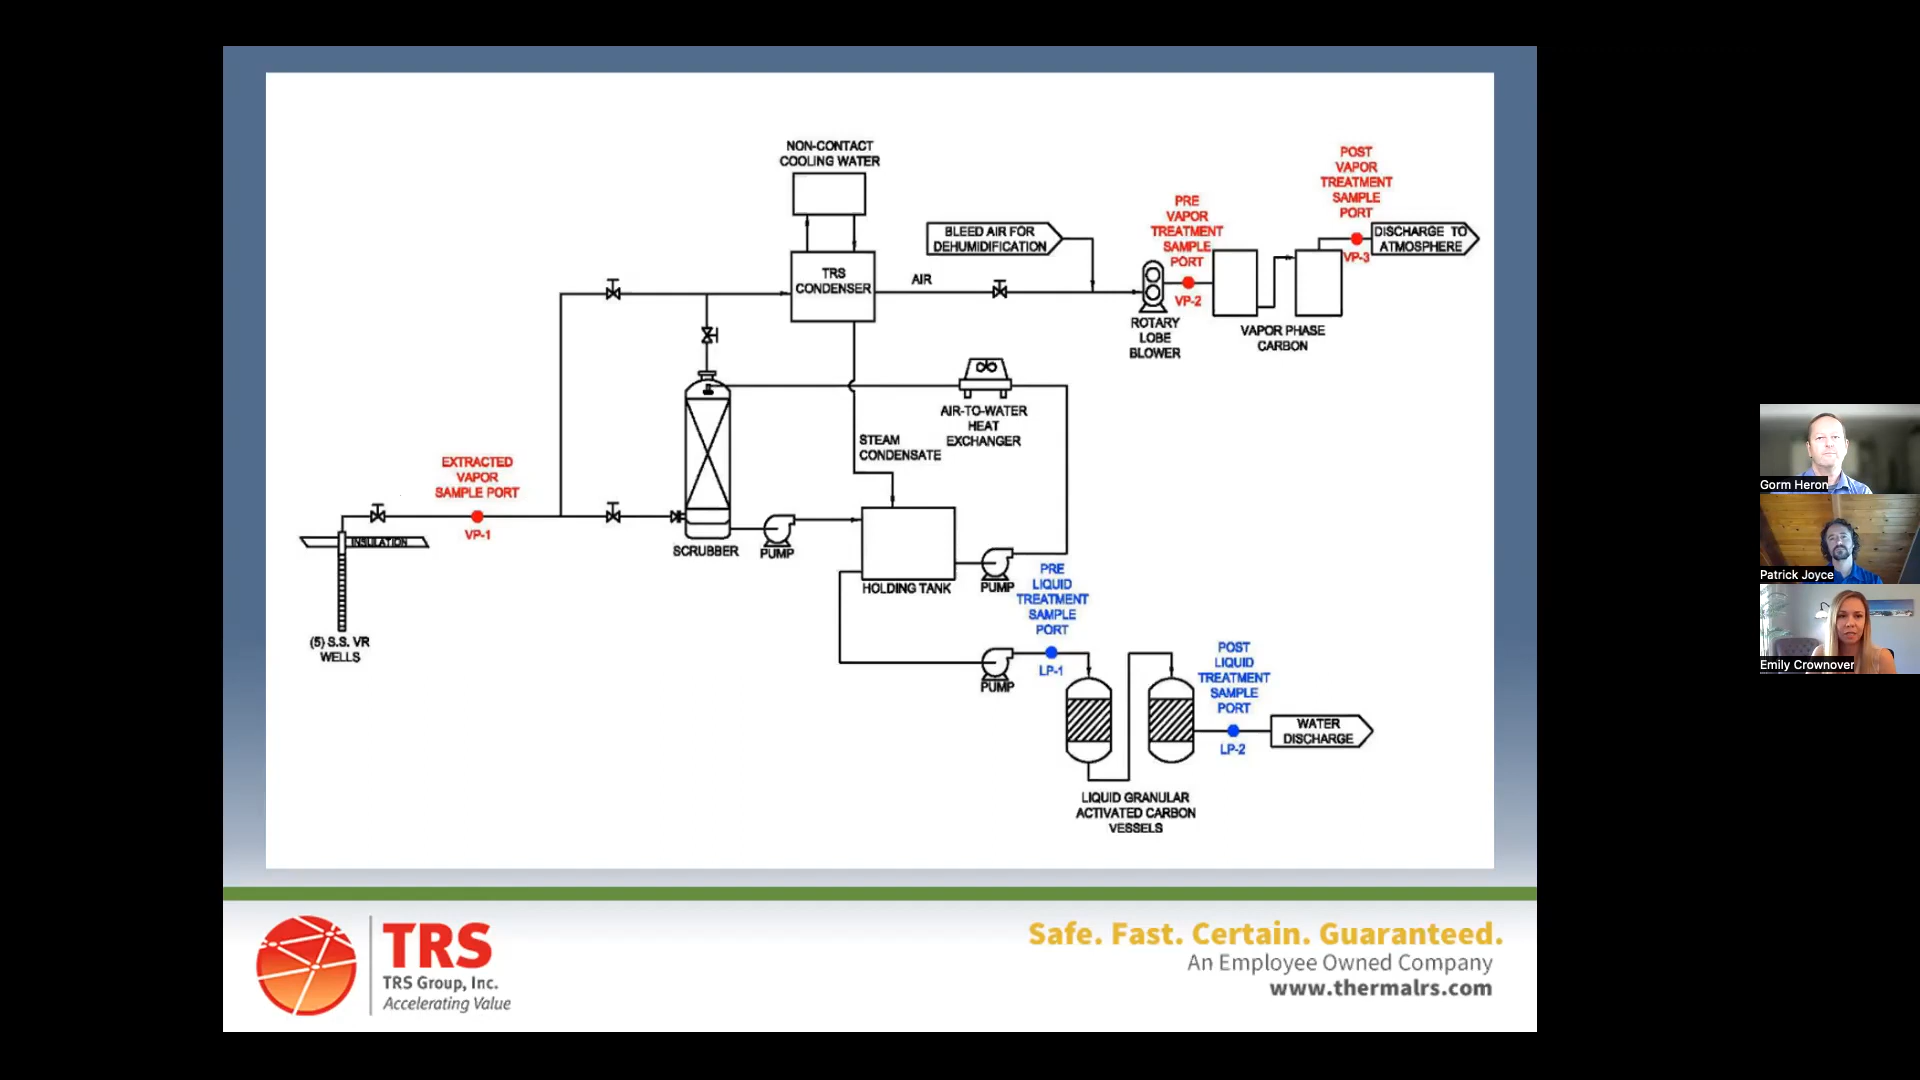 NON-CONTACT
COOLING WATER
POST
VAPOR
TREATMENT
SAMPLE
PORT
PRE
VAPOR
TREATMENT
SAMPLE
PORT
BLEED AIR FOR
DEHUMIDIFICATION
DISCHARGE TO
ATMOSPHERE
VP-3
TRS
CONDENSER
AIR
VP-2
ROTARY
LOBE
BLOWER
VAPOR PHASE
CARBON
AIR-TO-WATER
HEAT
EXCHANGER
STEAM
CONDENSATE
EXTRACTED
VAPOR
SAMPLE PORT
VP-1
INSULATION
SCRUBBER
PUMP
HOLDING TANK
PUMP
PRE
LIQUID
TREATMENT
SAMPLE
PORT
(5) S.S. VR
WELLS
LP-1
PUMP
POST
LIQUID
TREATMENT
SAMPLE
PORT
WATER
DISCHARGE
LP-2
LIQUID GRANULAR
ACTIVATED CARBON
VESSELS
TRS
TRS Group, Inc.
Accelerating Value
Safe. Fast. Certain. Guaranteed.
An Employee Owned Company
www.thermalrs.com
Gorm Heron
Patrick Joyce
Emily Crownover